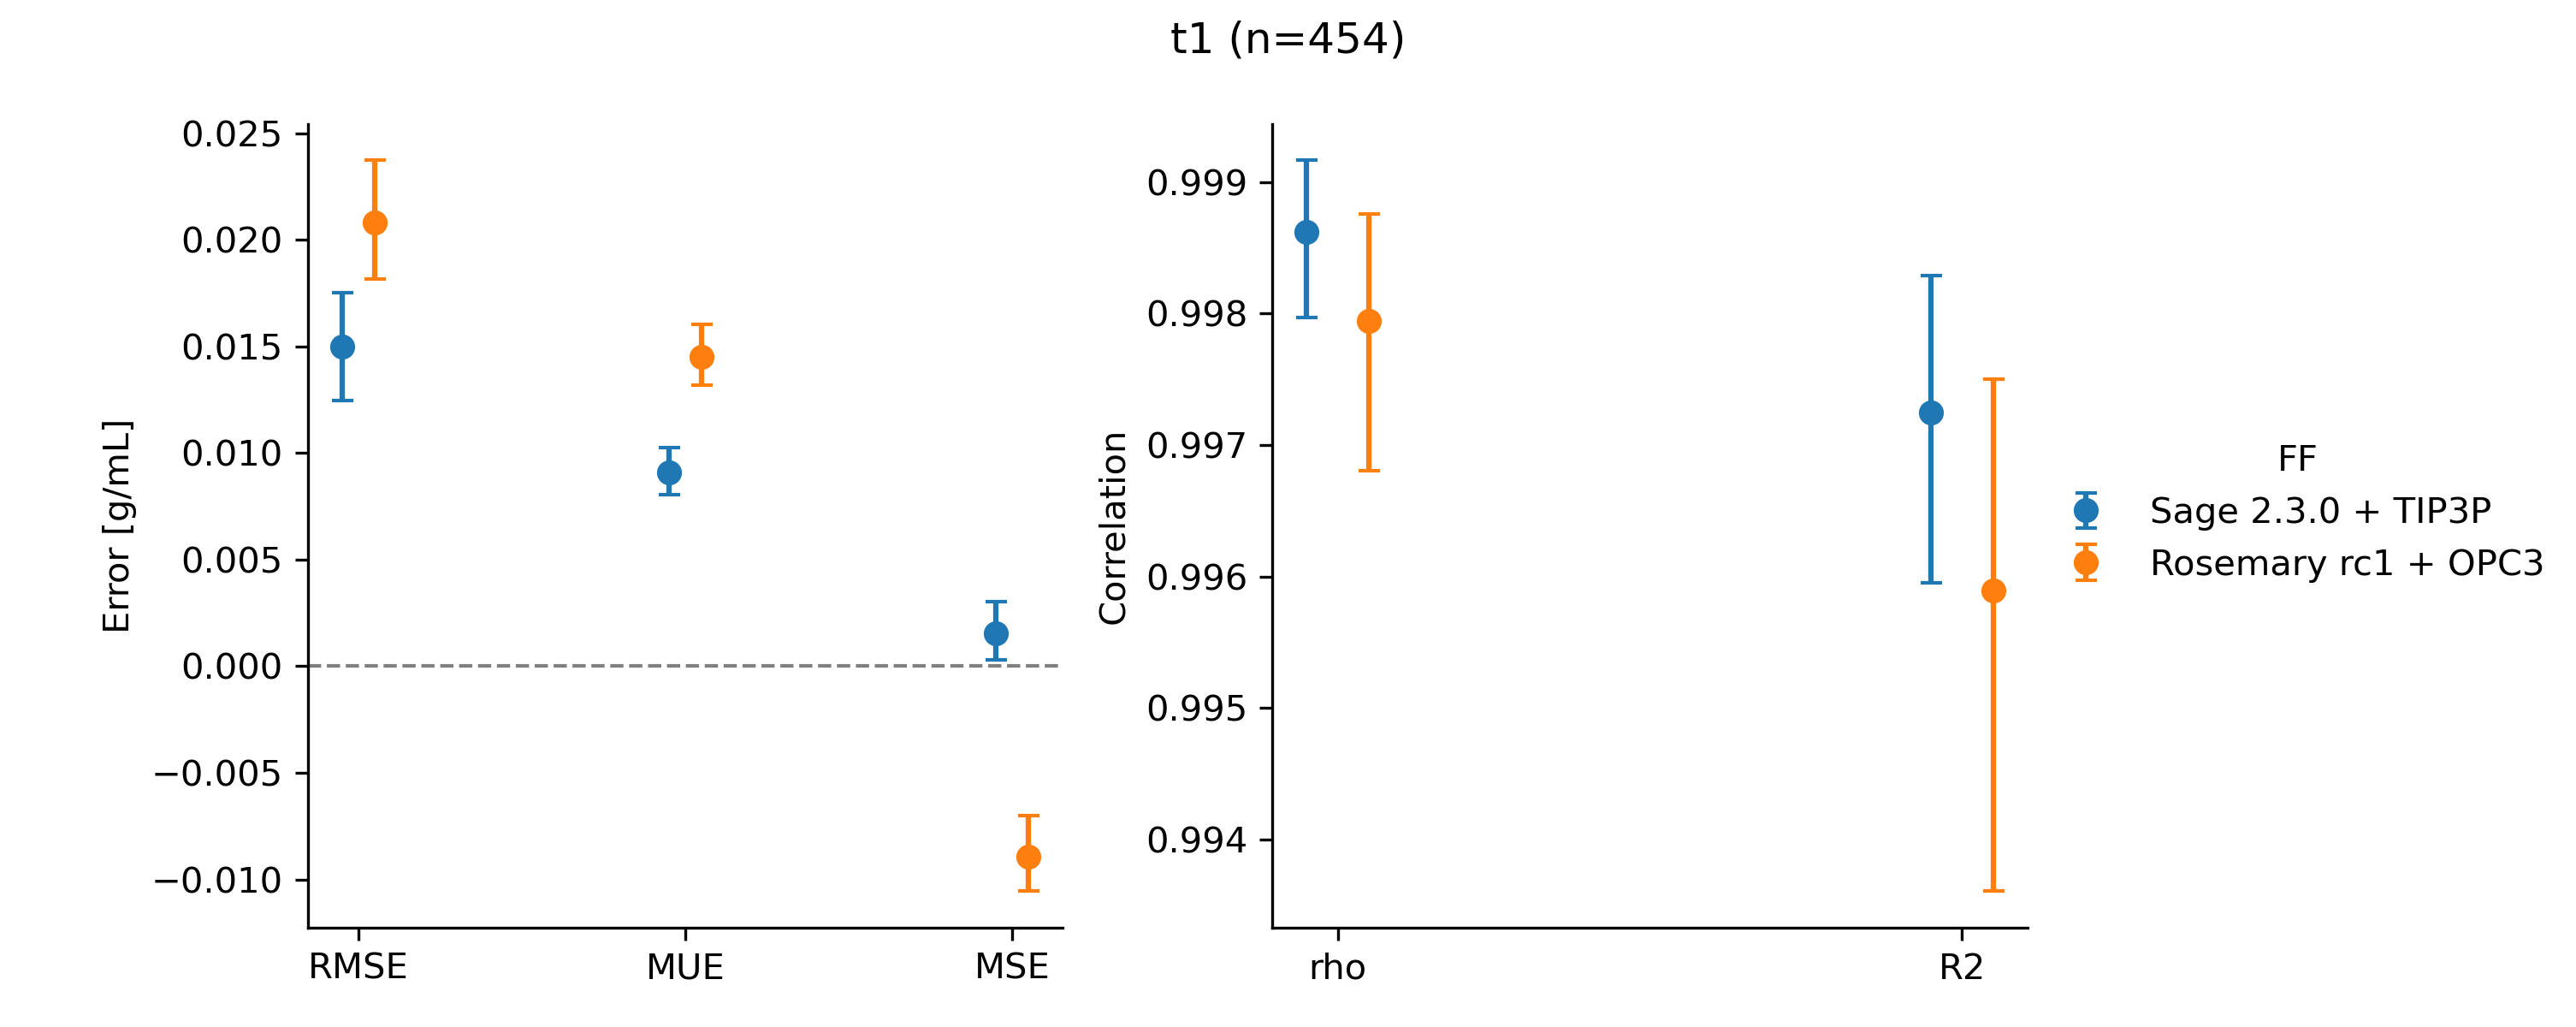 t1 (n=454)
Error [g/mL]
0.025
0.020
0.015
0.010
0.005
0.000
−0.005
−0.010
RMSE
MUE
MSE
Correlation
0.999
0.998
0.997
0.996
0.995
0.994
rho
R2
FF
Sage 2.3.0 + TIP3P
Rosemary rc1 + OPC3